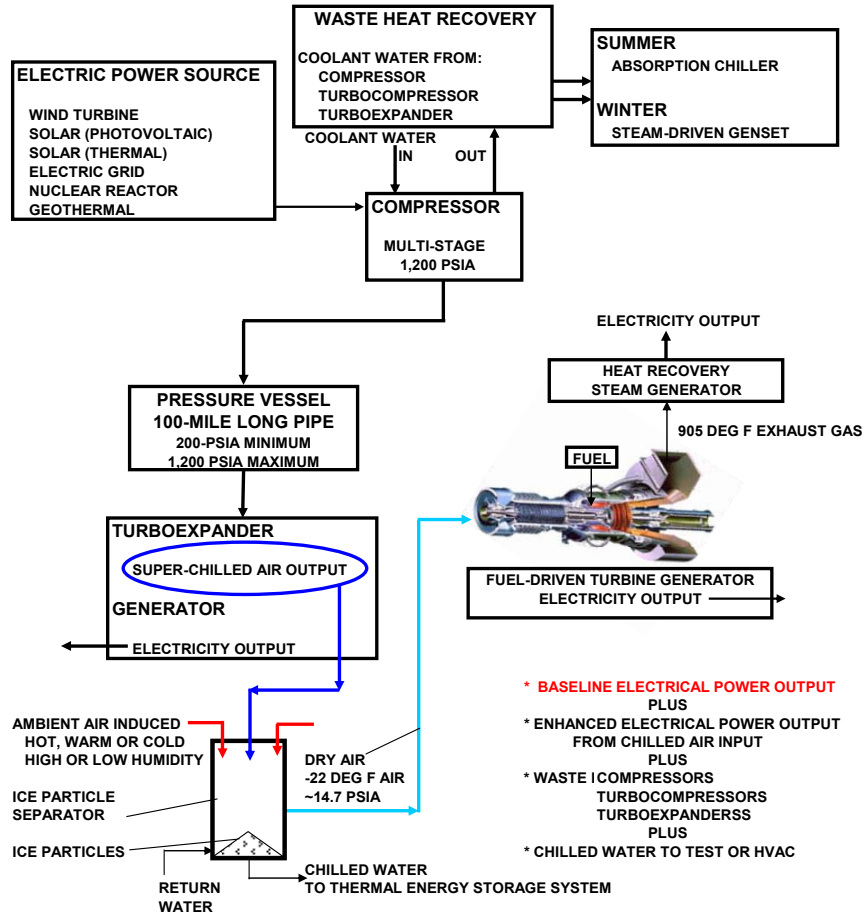 WASTE HEAT RECOVERY
COOLANT WATER FROM:
COMPRESSOR
TURBOCOMPRESSOR
TURBOEXPANDER
SUMMER
ABSORPTION CHILLER
WINTER
STEAM-DRIVEN GENSET
ELECTRIC POWER SOURCE
WIND TURBINE
SOLAR (PHOTOVOLTAIC)
SOLAR (THERMAL)
ELECTRIC GRID
NUCLEAR REACTOR
GEOTHERMAL
COOLANT WATER
IN OUT
COMPRESSOR
MULTI-STAGE
1,200 PSIA
ELECTRICITY OUTPUT
HEAT RECOVERY
STEAM GENERATOR
905 DEG F EXHAUST GAS
FUEL
PRESSURE VESSEL
100-MILE LONG PIPE
200-PSIA MINIMUM
1,200 PSIA MAXIMUM
TURBOEXPANDER
SUPER-CHILLED AIR OUTPUT
GENERATOR
ELECTRICITY OUTPUT
FUEL-DRIVEN TURBINE GENERATOR
ELECTRICITY OUTPUT
AMBIENT AIR INDUCED
HOT, WARM OR COLD
HIGH OR LOW HUMIDITY
ICE PARTICLE
SEPARATOR
ICE PARTICLES
RETURN
WATER
DRY AIR
-22 DEG F AIR
~14.7 PSIA
CHILLED WATER
TO THERMAL ENERGY STORAGE SYSTEM
* BASELINE ELECTRICAL POWER OUTPUT
PLUS
* ENHANCED ELECTRICAL POWER OUTPUT
FROM CHILLED AIR INPUT
PLUS
* WASTE COMPRESSORS
TURBOCOMPRESSORS
TURBOEXPANDERSS
PLUS
* CHILLED WATER TO TEST OR HVAC